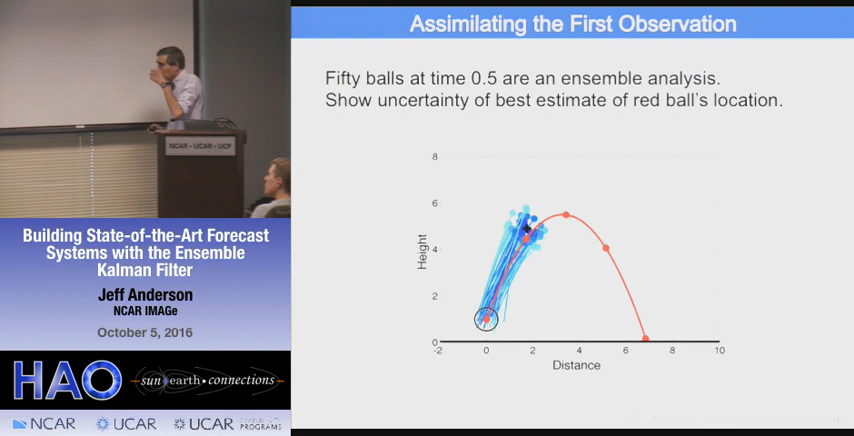 Assimilating the First Observation
Fifty balls at time 0.5 are an ensemble analysis.
Show uncertainty of best estimate of red ball's location.
8
6
4
2
0
Height
-2 0 2 4 6 8 10
Distance
NCAR • UCAR • UCP
Building State-of-the-Art Forecast
Systems with the Ensemble
Kalman Filter
Jeff Anderson
NCAR IMAGe
October 5, 2016
HAO
sun earth • connections
NCAR
UCAR
UCAR
PROGRAMS